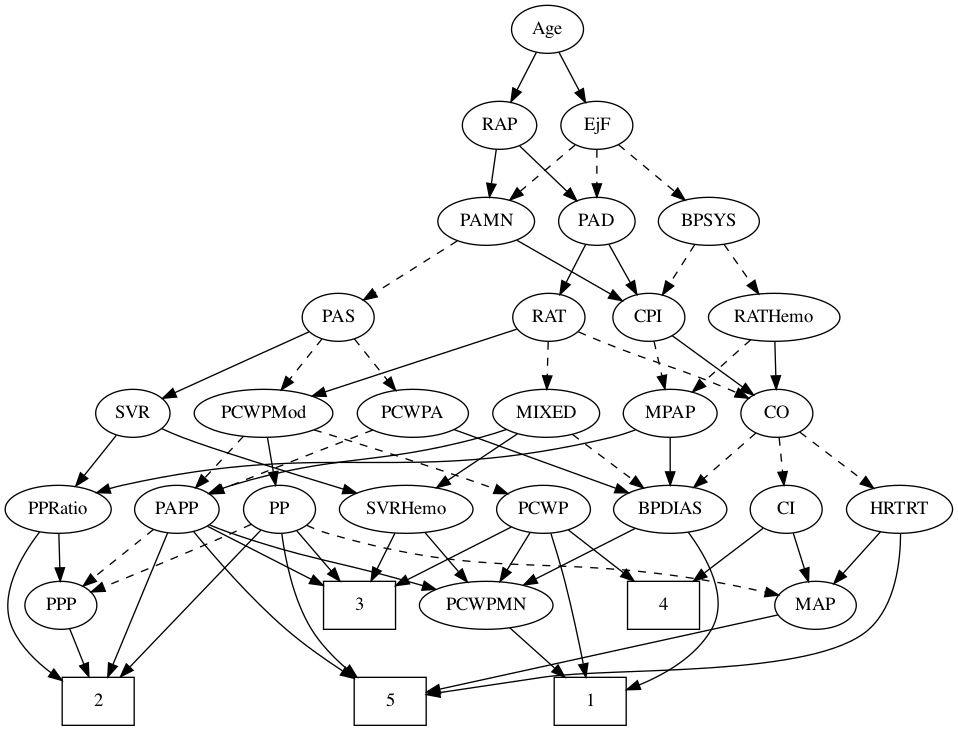 Age
RAP
EjF
PAMN
PAD
BPSYS
PAS
RAT
CPI
RATHemo
SVR
PCWPMod
PCWPA
MIXED
MPAP
CO
PPRatio
PAPP
PP
SVRHemo
PCWP
BPDIAS
CI
HRTRT
PPP
3
PCWPMN
4
MAP
2
5
1